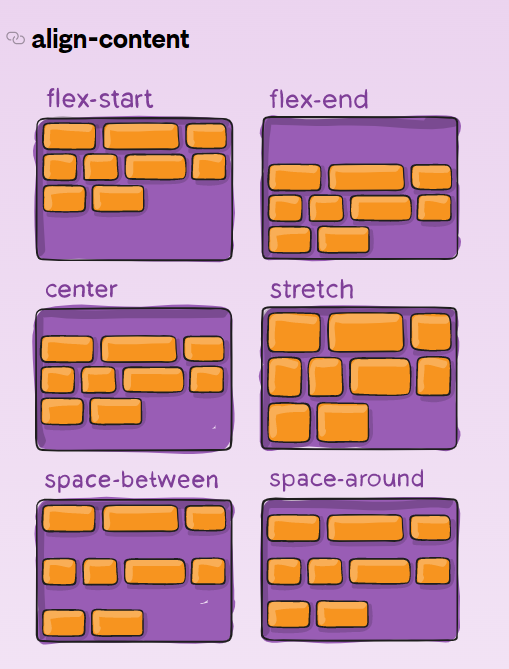 align-content
flex-start
flex-end
center
stretch
space-between
space-around